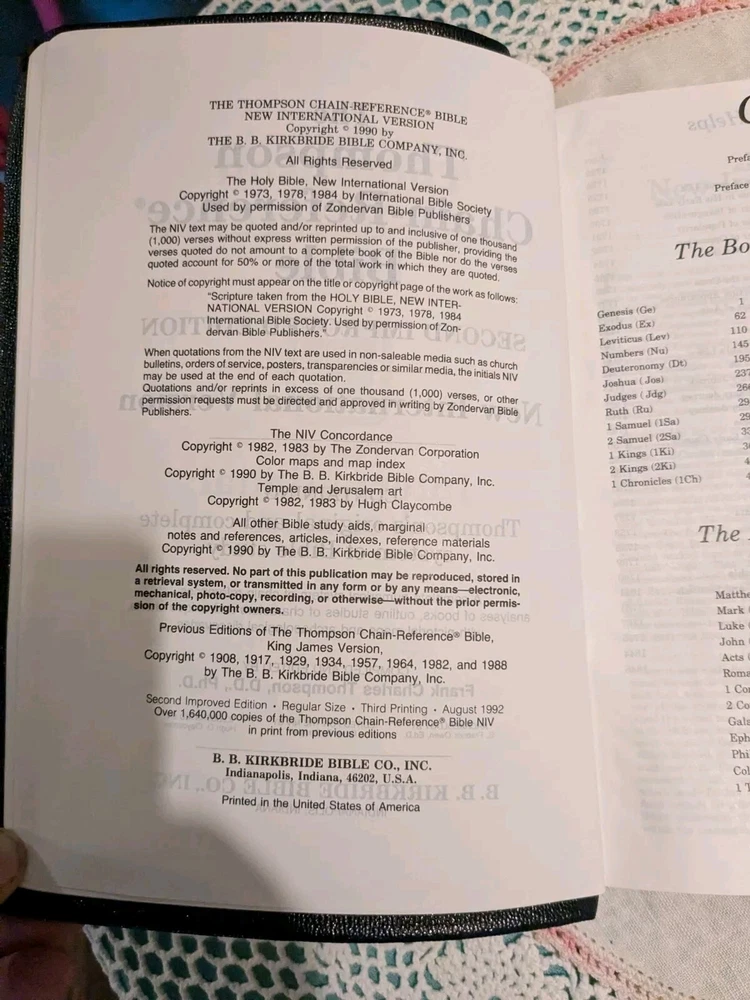 THE THOMPSON CHAIN-REFERENCE® BIBLE
NEW INTERNATIONAL VERSION
Copyright © 1990 by
THE B. B. KIRKBRIDE BIBLE COMPANY, INC.
All Rights Reserved
The Holy Bible, New International Version
Copyright © 1973, 1978, 1984 by International Bible Society
Used by permission of Zondervan Bible Publishers
The NIV text may be quoted and/or reprinted up to and inclusive of one thousand
(1,000) verses without express written permission of the publisher, providing the
verses quoted do not amount to a complete book of the Bible nor do the verses
quoted account for 50% or more of the total work in which they are quoted.
Notice of copyright must appear on the title or copyright page of the work as follows:
"Scripture taken from the HOLY BIBLE, NEW INTER-
NATIONAL VERSION Copyright © 1973, 1978, 1984
International Bible Society. Used by permission of Zon-
dervan Bible Publishers."
When quotations from the NIV text are used in non-saleable media such as church
bulletins, orders of service, posters, transparencies or similar media, the initials NIV
may be used at the end of each quotation.
Quotations and/or reprints in excess of one thousand (1,000) verses, or other
permission requests must be directed and approved in writing by Zondervan Bible
Publishers.
The NIV Concordance
Copyright © 1982, 1983 by The Zondervan Corporation
Color maps and map index
Copyright © 1990 by The B. B. Kirkbride Bible Company, Inc.
Temple and Jerusalem art
Copyright © 1982, 1983 by Hugh Claycombe
All other Bible study aids, marginal
notes and references, articles, indexes, reference materials
Copyright © 1990 by The B. B. Kirkbride Bible Company, Inc.
All rights reserved. No part of this publication may be reproduced, stored in
a retrieval system, or transmitted in any form or by any means—electronic,
mechanical, photo-copy, recording, or otherwise—without the prior permis-
sion of the copyright owners.
Previous Editions of The Thompson Chain-Reference® Bible,
King James Version,
Copyright © 1908, 1917, 1929, 1934, 1957, 1964, 1982, and 1988
by The B. B. Kirkbride Bible Company, Inc.
Second Improved Edition • Regular Size • Third Printing • August 1992
Over 1,640,000 copies of the Thompson Chain-Reference® Bible NIV
in print from previous editions
B. B. KIRKBRIDE BIBLE CO., INC.
Indianapolis, Indiana, 46202, U.S.A.
Printed in the United States of America
Prefa
Preface
The Bo
Genesis (Ge) 1
Exodus (Ex) 62
Leviticus (Lev) 110
Numbers (Nu) 145
Deuteronomy (Dt) 195
Joshua (Jos) 237
Judges (Jdg) 26
Ruth (Ru) 29
1 Samuel (1Sa) 29
2 Samuel (2Sa) 3
1 Kings (1Ki) 3
2 Kings (2Ki) 4
1 Chronicles (1Ch) 4
The
Matthe
Mark
Luke
John
Acts (
Roma
1 Cor
2 Co
Gala
Eph
Phi
Col
1 T